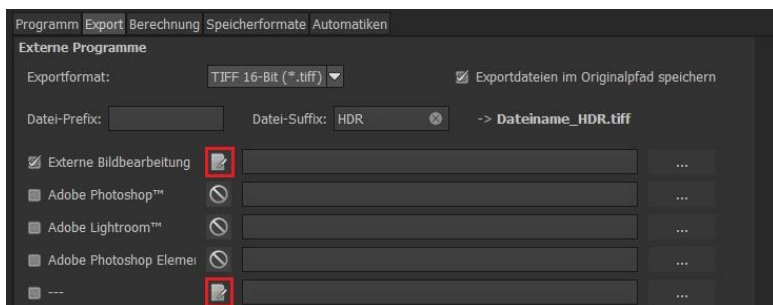 Programm Export Berechnung Speicherformate Automatiken
Externe Programme
Exportformat: TIFF 16-Bit (*.tiff) Exportdateien im Originalpfad speichern
Datei-Prefix: Datei-Suffix: HDR -> Dateiname_HDR.tiff
Externe Bildbearbeitung ...
Adobe Photoshop™ ...
Adobe Lightroom™ ...
Adobe Photoshop Elemer ...
--- ...